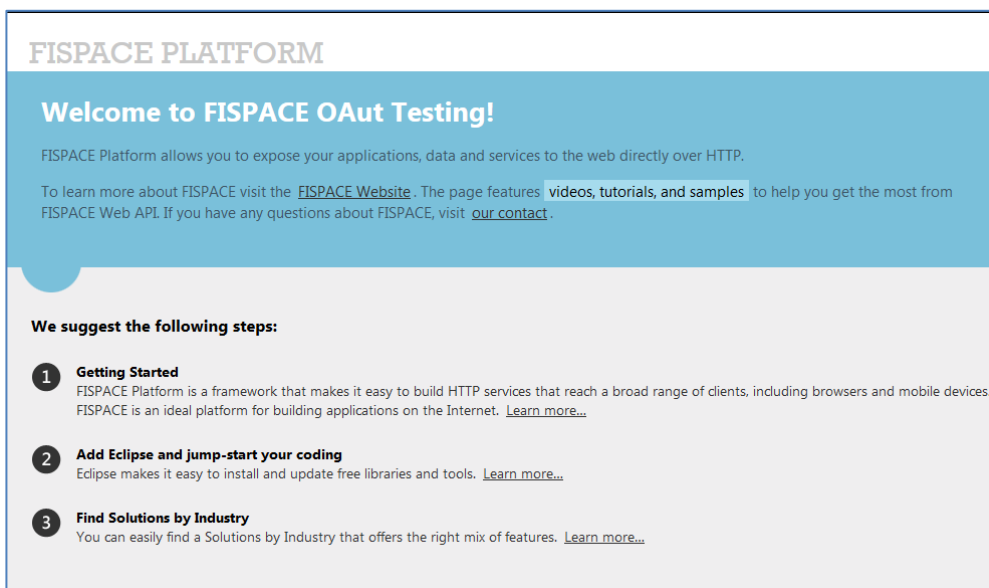 FISPACE PLATFORM
Welcome to FISPACE OAut Testing!
FISPACE Platform allows you to expose your applications, data and services to the web directly over HTTP.
To learn more about FISPACE visit the FISPACE Website. The page features videos, tutorials, and samples to help you get the most from
FISPACE Web API. If you have any questions about FISPACE, visit our contact.
We suggest the following steps:
1 Getting Started
FISPACE Platform is a framework that makes it easy to build HTTP services that reach a broad range of clients, including browsers and mobile devices.
FISPACE is an ideal platform for building applications on the Internet. Learn more...
2 Add Eclipse and jump-start your coding
Eclipse makes it easy to install and update free libraries and tools. Learn more...
3 Find Solutions by Industry
You can easily find a Solutions by Industry that offers the right mix of features. Learn more...